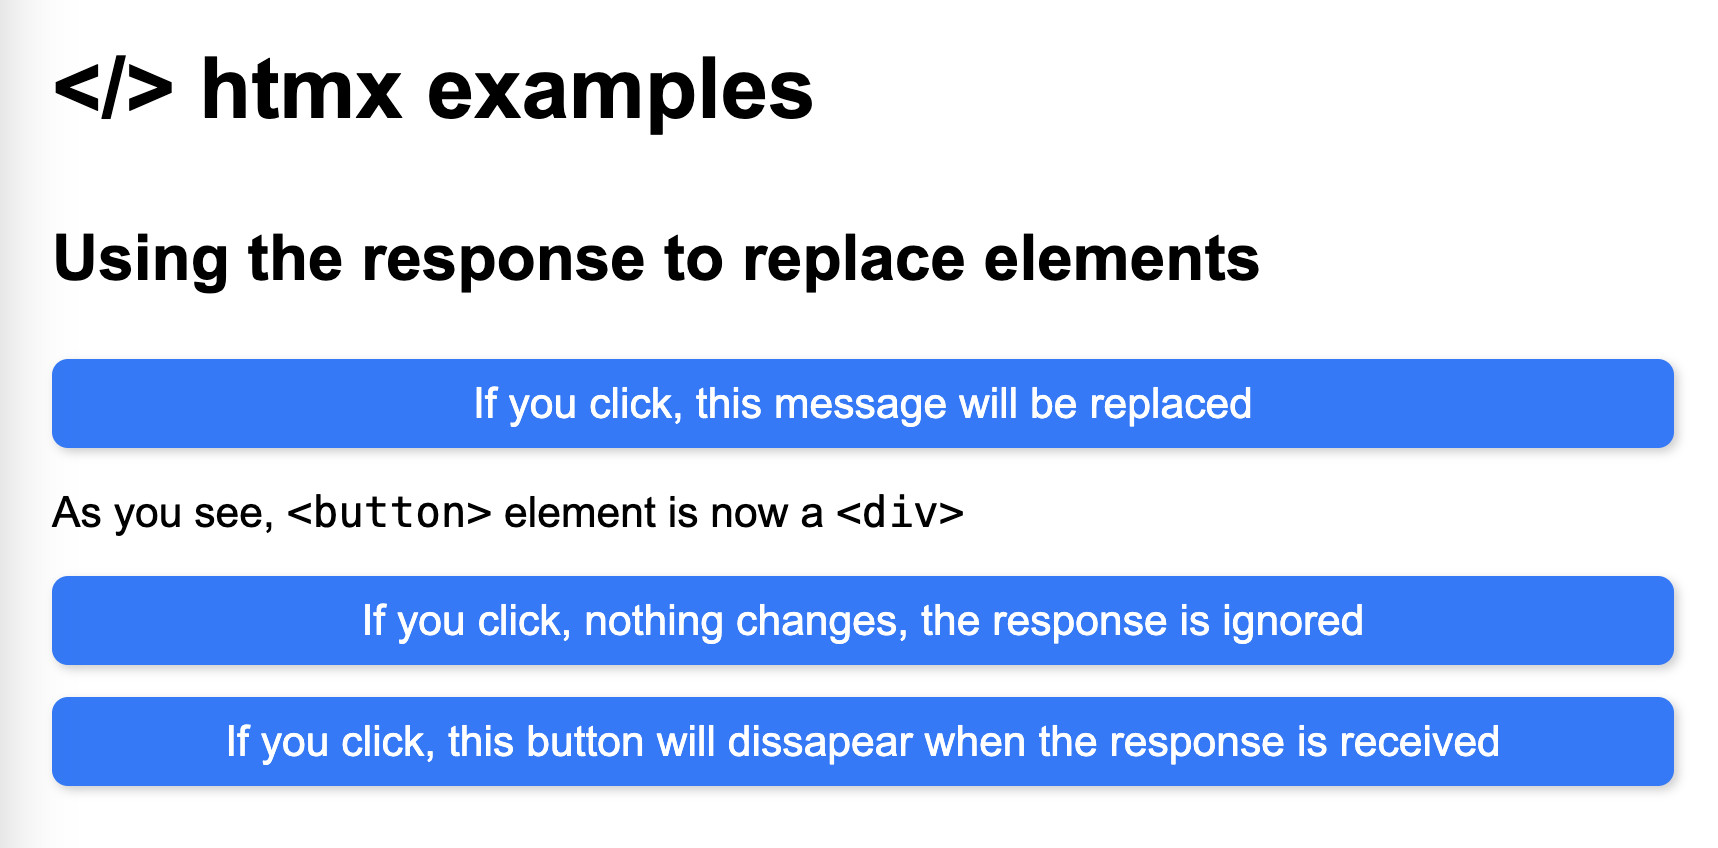 </> htmx examples
Using the response to replace elements
If you click, this message will be replaced
As you see, <button> element is now a <div>
If you click, nothing changes, the response is ignored
If you click, this button will dissapear when the response is received